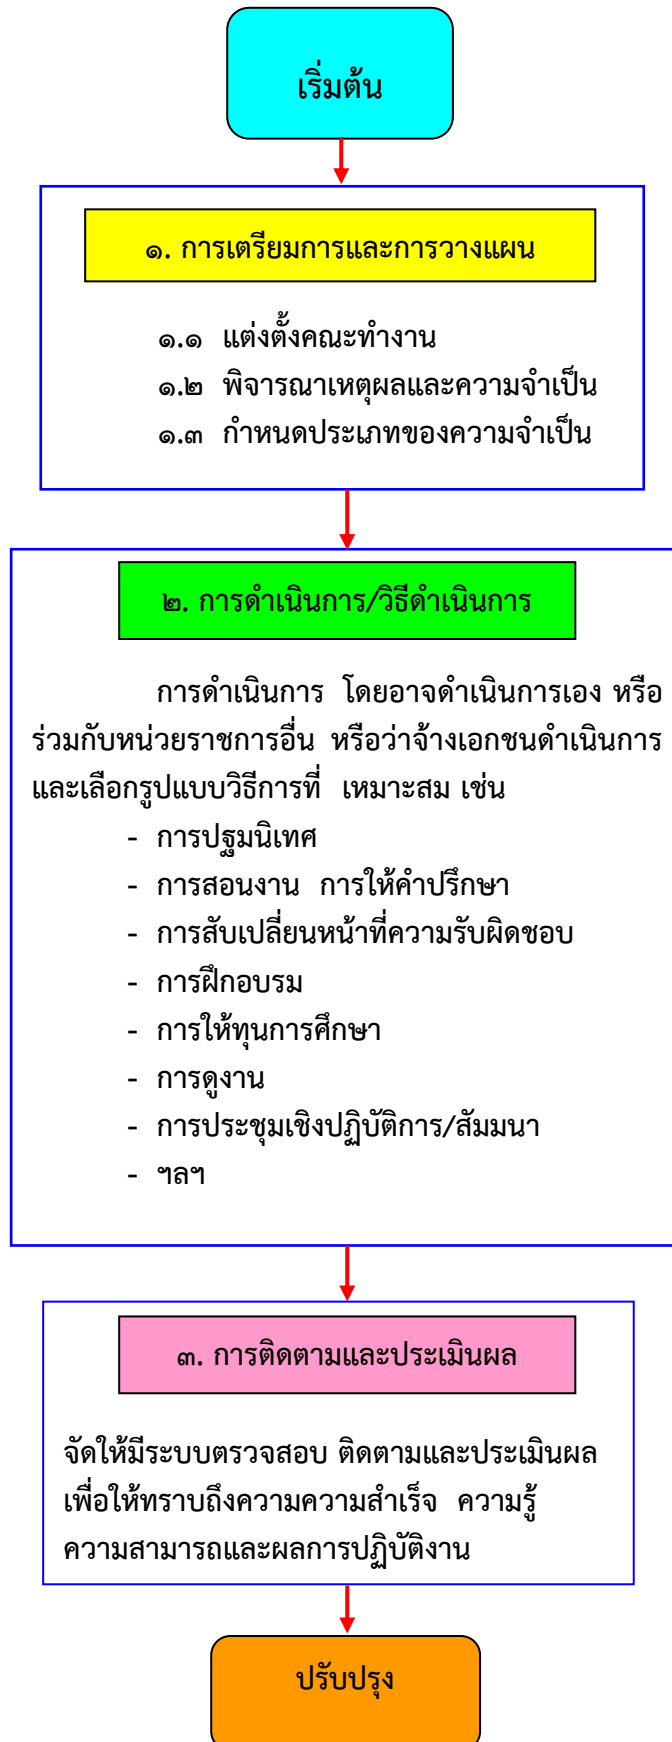 เริ่มต้น
๑. การเตรียมการและการวางแผน
๑.๑ แต่งตั้งคณะทำงาน
๑.๒ พิจารณาเหตุผลและความจำเป็น
๑.๓ กำหนดประเภทของความจำเป็น
๒. การดำเนินการ/วิธีดำเนินการ
การดำเนินการ โดยอาจดำเนินการเอง หรือ
ร่วมกับหน่วยราชการอื่น หรือว่าจ้างเอกชนดำเนินการ
และเลือกรูปแบบวิธีการที่ เหมาะสม เช่น
- การปฐมนิเทศ
- การสอนงาน การให้คำปรึกษา
- การสับเปลี่ยนหน้าที่ความรับผิดชอบ
- การฝึกอบรม
- การให้ทุนการศึกษา
- การดูงาน
- การประชุมเชิงปฏิบัติการ/สัมมนา
- ฯลฯ
๓. การติดตามและประเมินผล
จัดให้มีระบบตรวจสอบ ติดตามและประเมินผล
เพื่อให้ทราบถึงความความสำเร็จ ความรู้
ความสามารถและผลการปฏิบัติงาน
ปรับปรุง